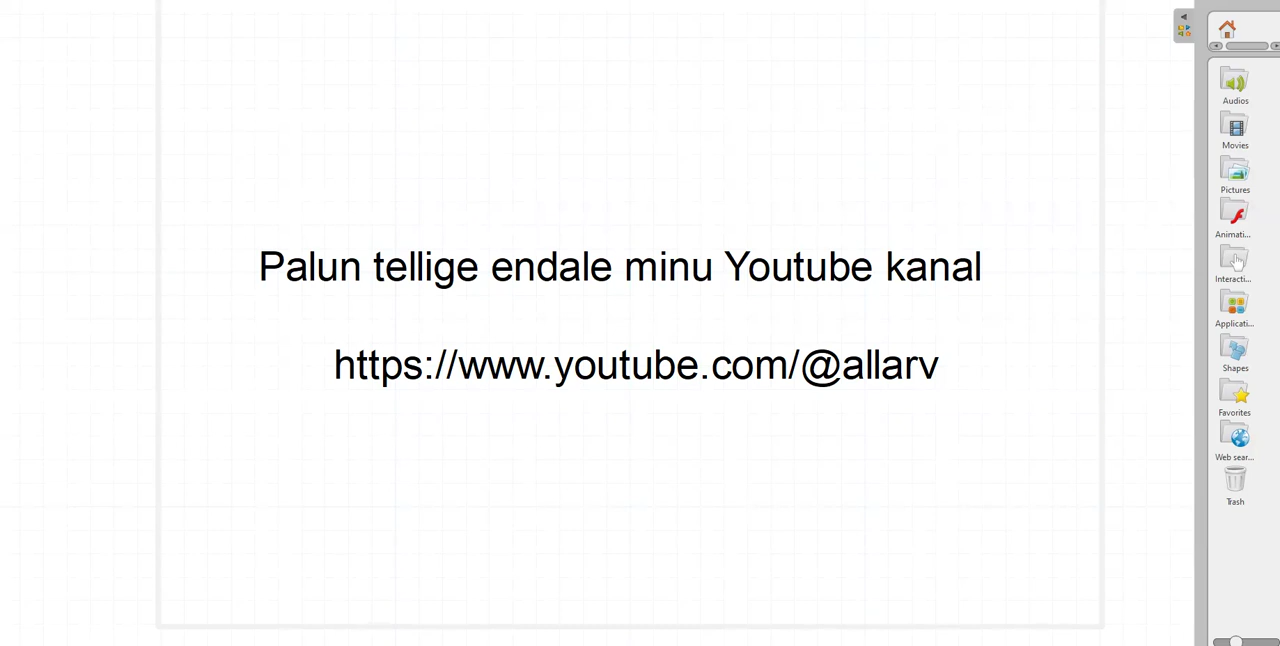 Palun tellige endale minu Youtube kanal
https://www.youtube.com/@allarv
Audios
Movies
Pictures
Animati...
Interacti...
Applicati...
Shapes
Favorites
Web sear...
Trash